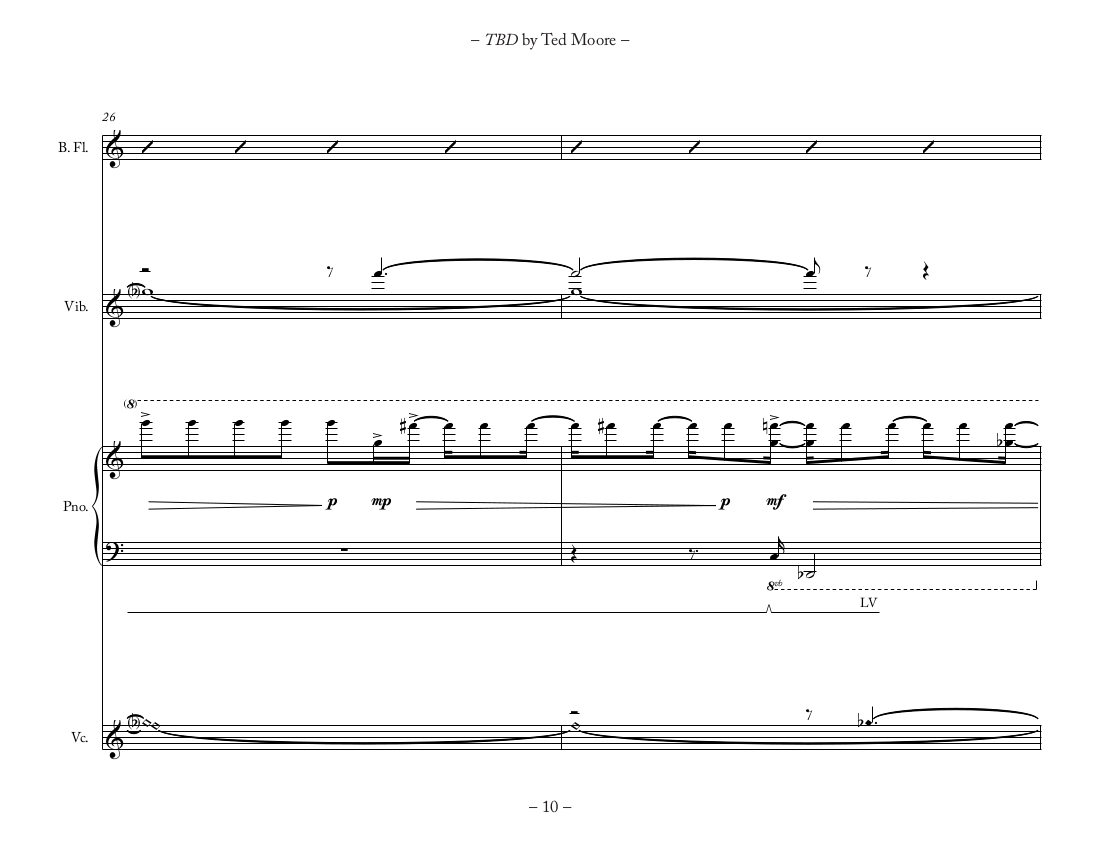 – TBD by Ted Moore –
26
B. Fl.
Vib.
(8)
Pno.
p mp p mf
8vb
LV
Vc.
– 10 –